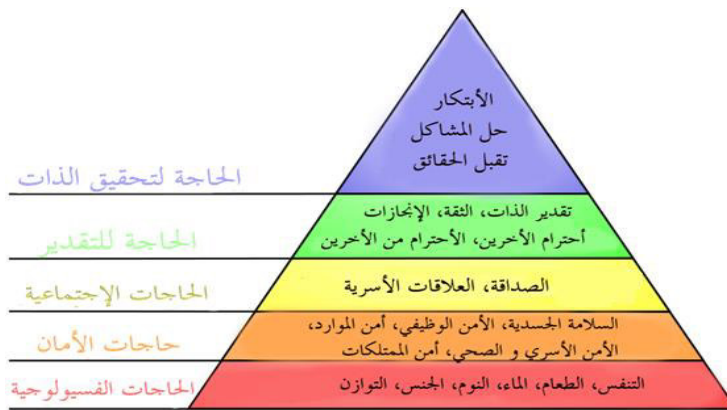 الأبتكار
حل المشاكل
تقبل الحقائق
الحاجة لتحقيق الذات
تقدير الذات، الثقة، الإنجازات
أحترام الأخرين، الأحترام من الأخرين
الحاجة للتقدير
الصداقة، العلاقات الأسرية
الحاجات الإجتماعية
السلامة الجسدية، الأمن الوظيفي، أمن الموارد،
الأمن الأسري و الصحي، أمن الممتلكات
حاجات الأمان
التنفس، الطعام، الماء، النوم، الجنس، التوازن
الحاجات الفسيولوجية